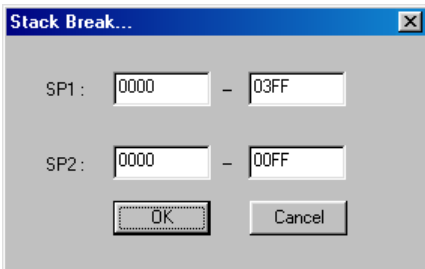 Stack Break...
SP1 : 0000 – 03FF
SP2 : 0000 – 00FF
OK Cancel